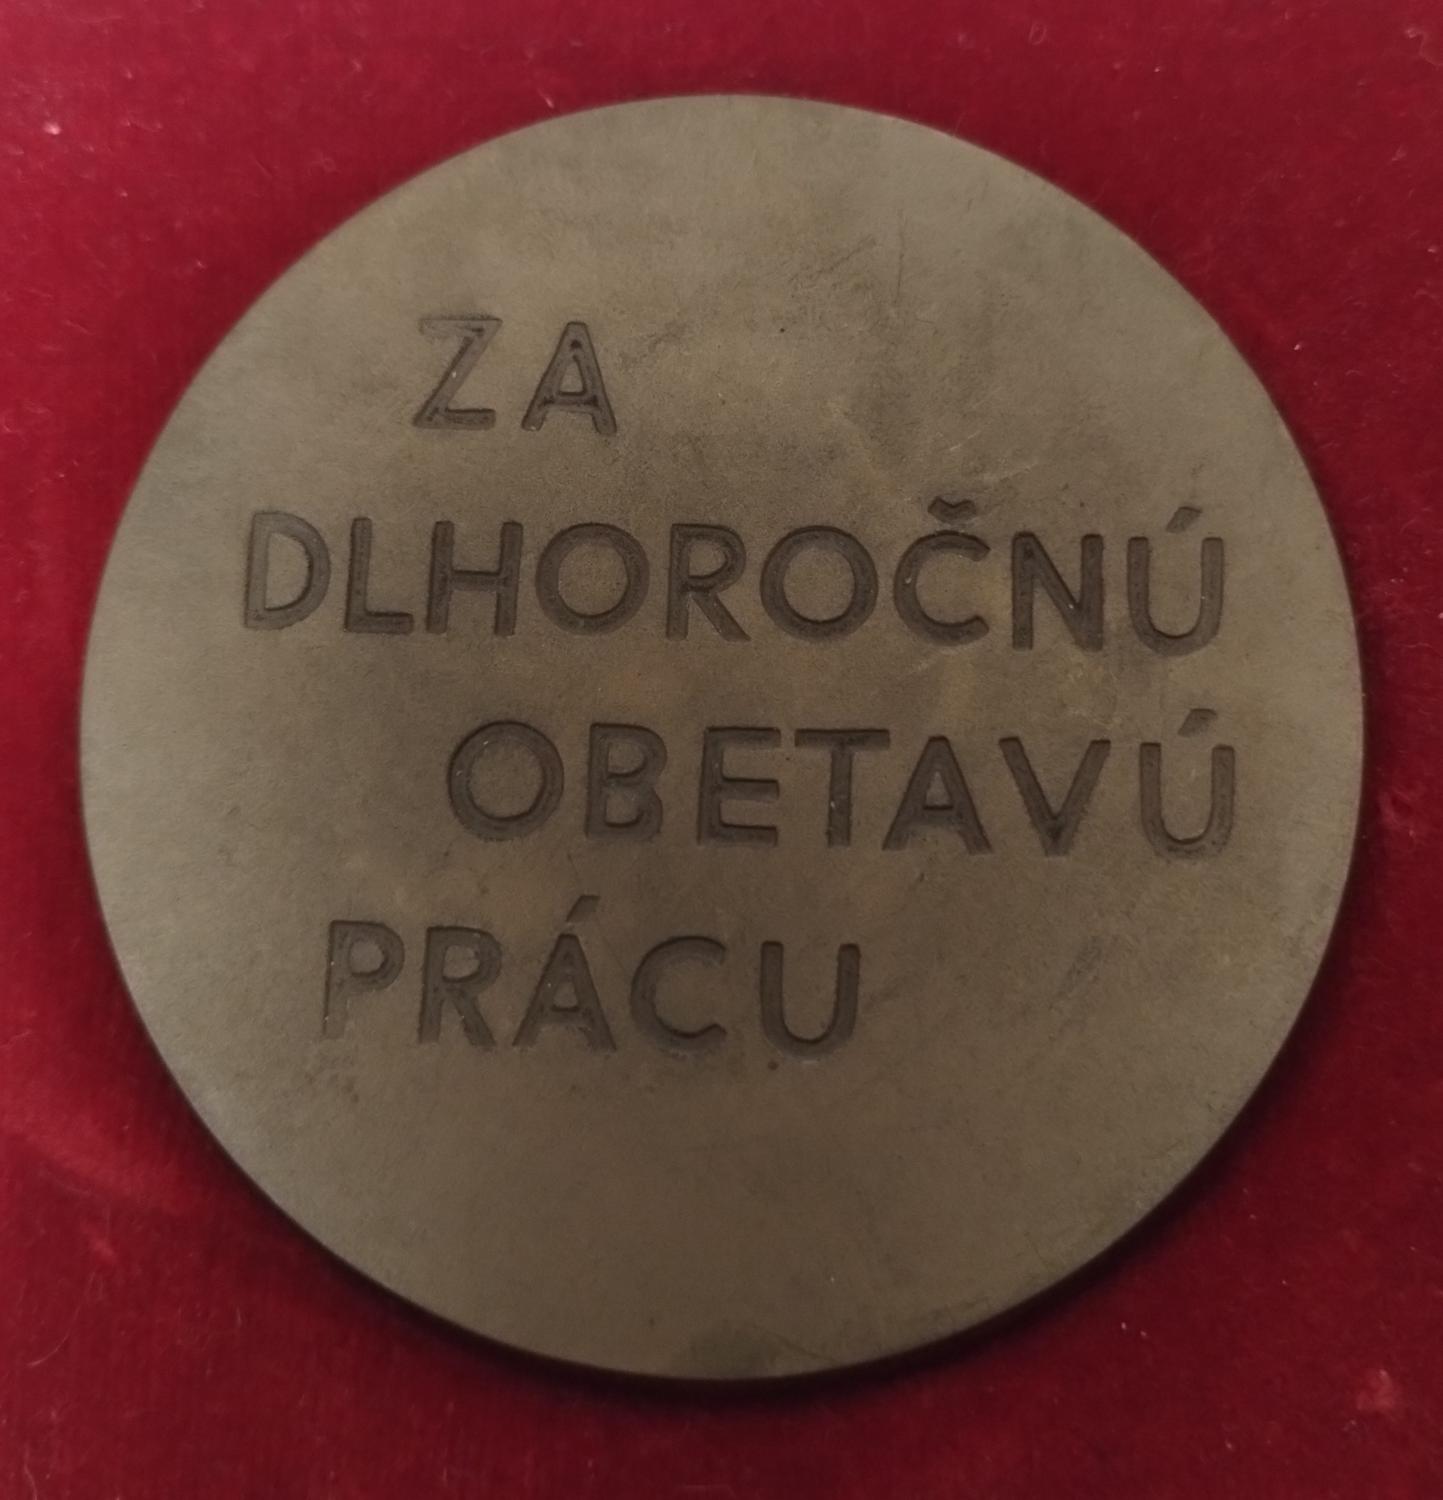 ZA
DLHOROČNÚ
OBETAVÚ
PRÁCU